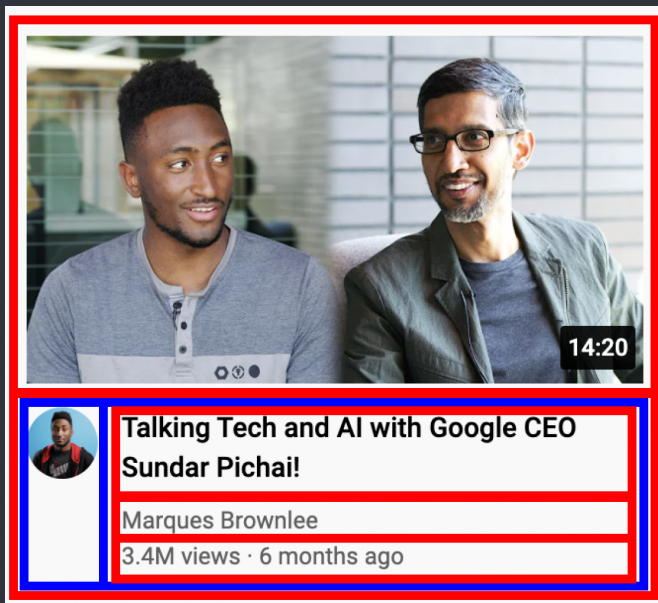 14:20
Talking Tech and AI with Google CEO
Sundar Pichai!
Marques Brownlee
3.4M views · 6 months ago